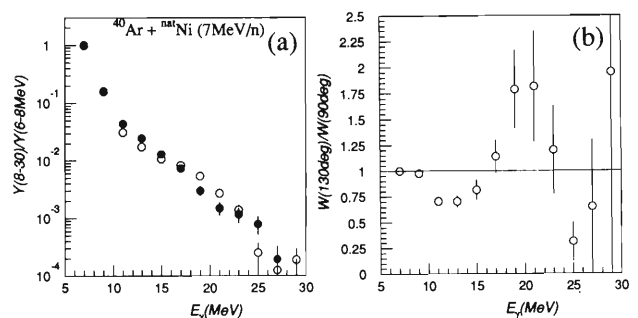 ⁴⁰Ar + ⁿᵃᵗNi (7MeV/n)
(a)
Y(8-30)/Y(6-8MeV)
1
10⁻¹
10⁻²
10⁻³
10⁻⁴
5 10 15 20 25 30
Eₓ(MeV)
(b)
W(130deg)/W(90deg)
2.5
2.25
2
1.75
1.5
1.25
1
0.75
0.5
0.25
0
5 10 15 20 25 30
Eγ(MeV)